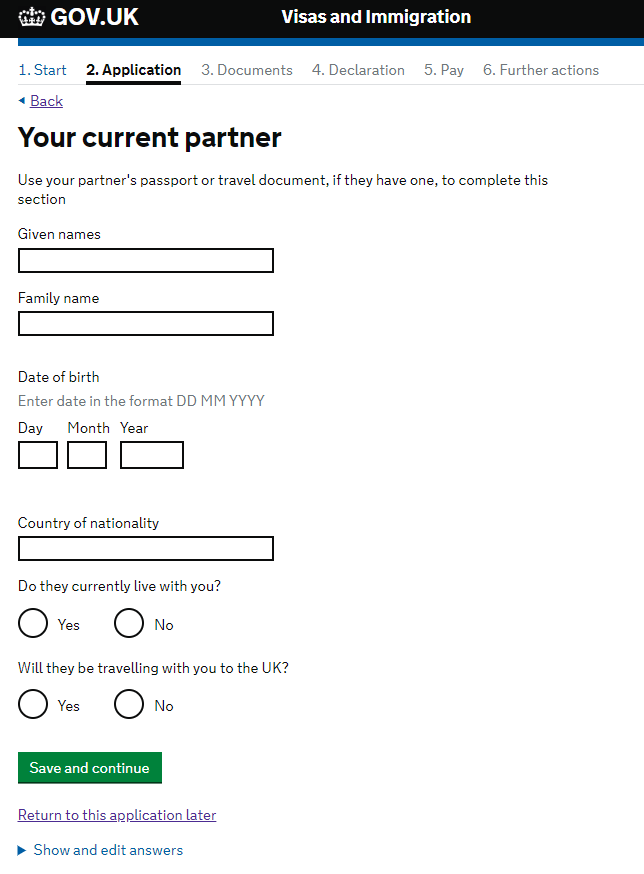 GOV.UK Visas and Immigration
1. Start 2. Application 3. Documents 4. Declaration 5. Pay 6. Further actions
Back
Your current partner
Use your partner's passport or travel document, if they have one, to complete this
section
Given names
Family name
Date of birth
Enter date in the format DD MM YYYY
Day Month Year
Country of nationality
Do they currently live with you?
Yes No
Will they be travelling with you to the UK?
Yes No
Save and continue
Return to this application later
Show and edit answers